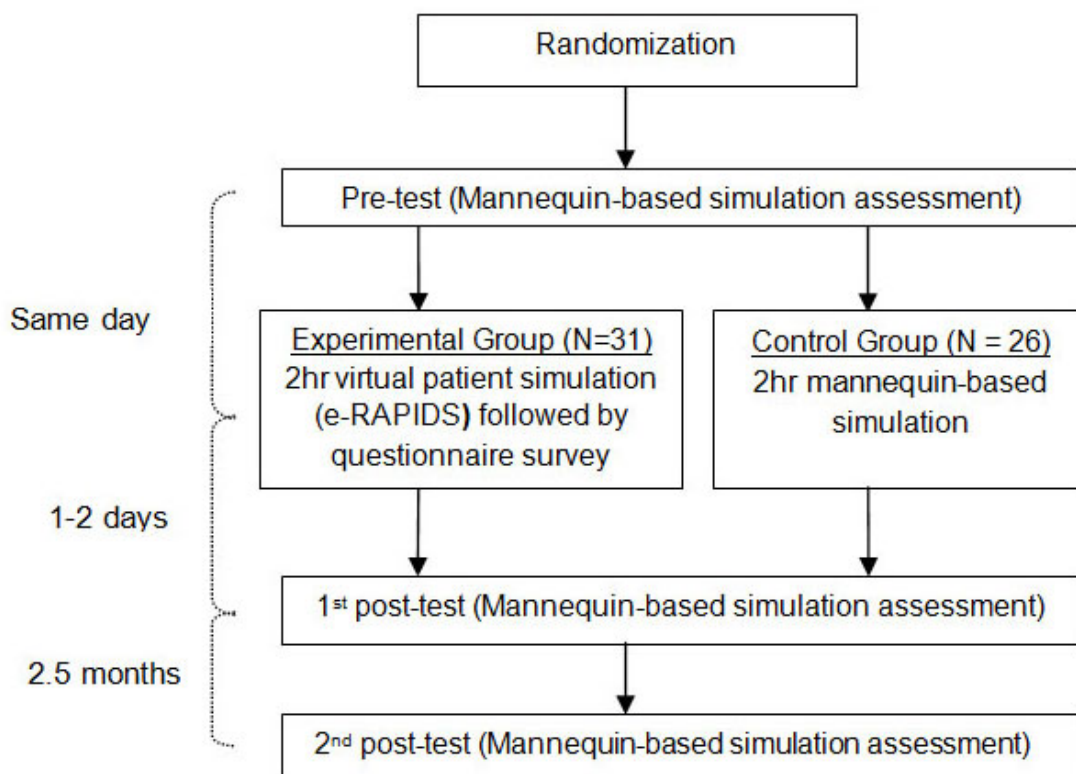 Randomization
Pre-test (Mannequin-based simulation assessment)
Same day
Experimental Group (N=31)
2hr virtual patient simulation
(e-RAPIDS) followed by
questionnaire survey
Control Group (N = 26)
2hr mannequin-based
simulation
1-2 days
1st post-test (Mannequin-based simulation assessment)
2.5 months
2nd post-test (Mannequin-based simulation assessment)